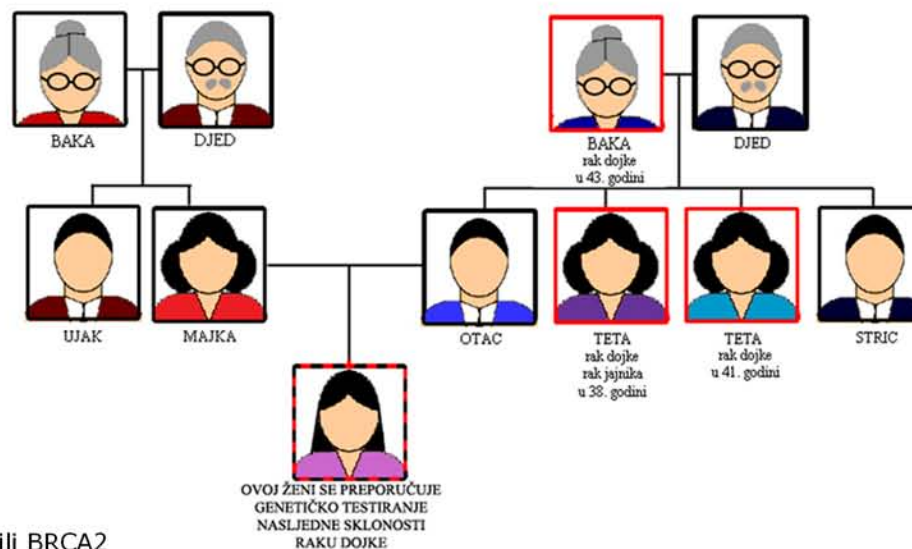 BAKA
DJED
BAKA
rak dojke
u 43. godini
DJED
UJAK
MAJKA
OTAC
TETA
rak dojke
rak jajnika
u 38. godini
TETA
rak dojke
u 41. godini
STRIC
OVOJ ŽENI SE PREPORUČUJE
GENETIČKO TESTIRANJE
NASLJEDNE SKLONOSTI
RAKU DOJKE
ili BRCA2